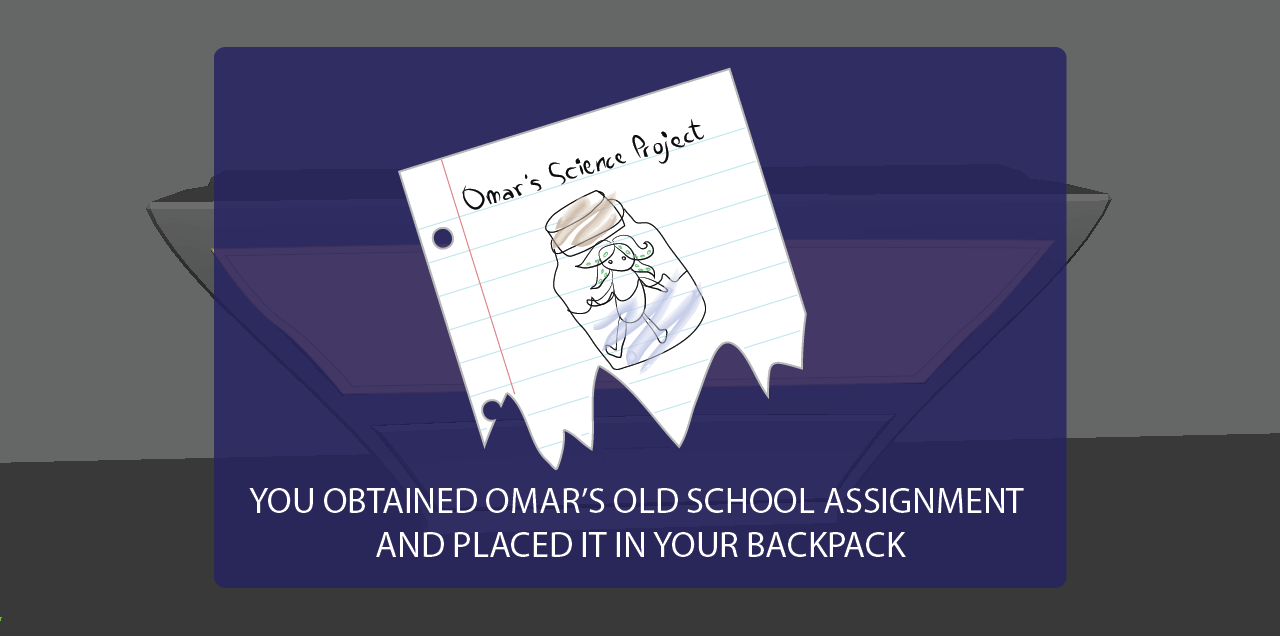 Omar's Science Project
YOU OBTAINED OMAR’S OLD SCHOOL ASSIGNMENT
AND PLACED IT IN YOUR BACKPACK